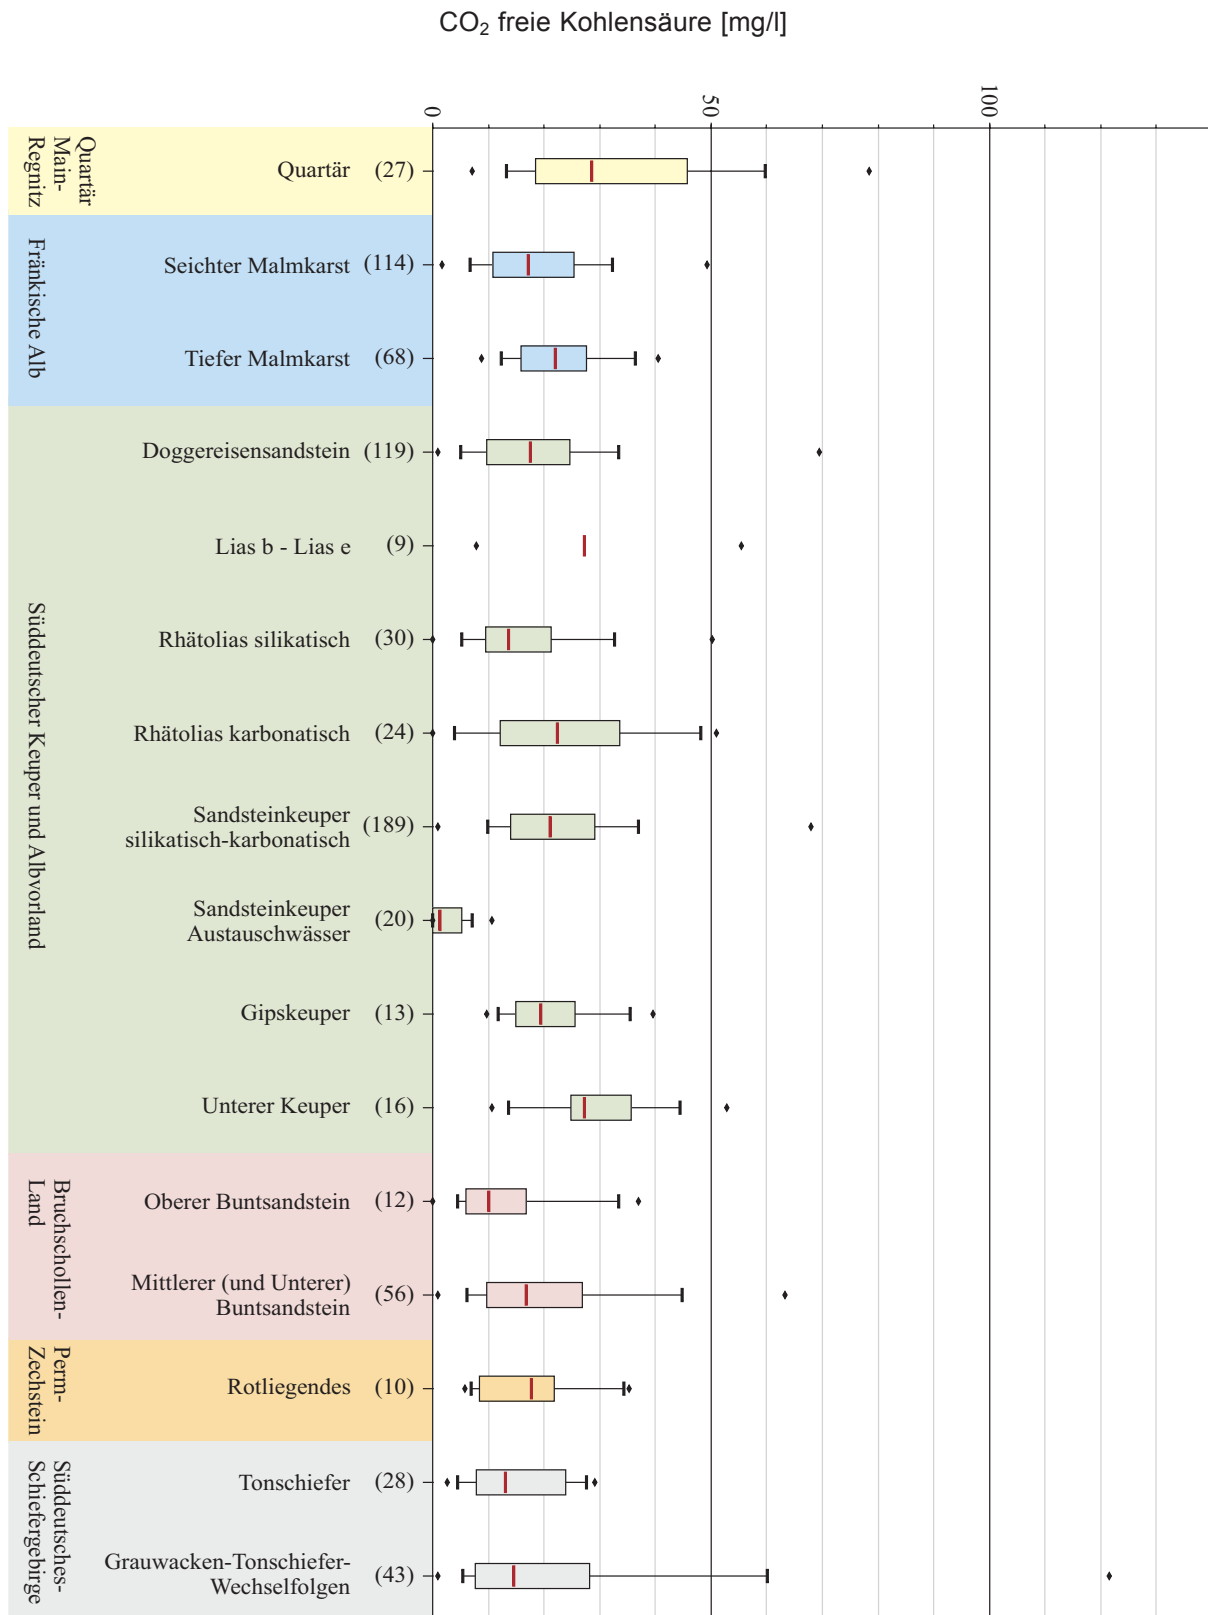 CO₂ freie Kohlensäure [mg/l]
0
50
100
Quartär
Main-
Regnitz
Quartär (27)
Fränkische Alb
Seichter Malmkarst (114)
Tiefer Malmkarst (68)
Süddeutscher Keuper und Albvorland
Doggereisensandstein (119)
Lias b - Lias e (9)
Rhätolias silikatisch (30)
Rhätolias karbonatisch (24)
Sandsteinkeuper
silikatisch-karbonatisch (189)
Sandsteinkeuper
Austauschwässer (20)
Gipskeuper (13)
Unterer Keuper (16)
Bruchschollen-
Land
Oberer Buntsandstein (12)
Mittlerer (und Unterer)
Buntsandstein (56)
Perm-
Zechstein
Rotliegendes (10)
Süddeutsches-
Schiefergebirge
Tonschiefer (28)
Grauwacken-Tonschiefer-
Wechselfolgen (43)